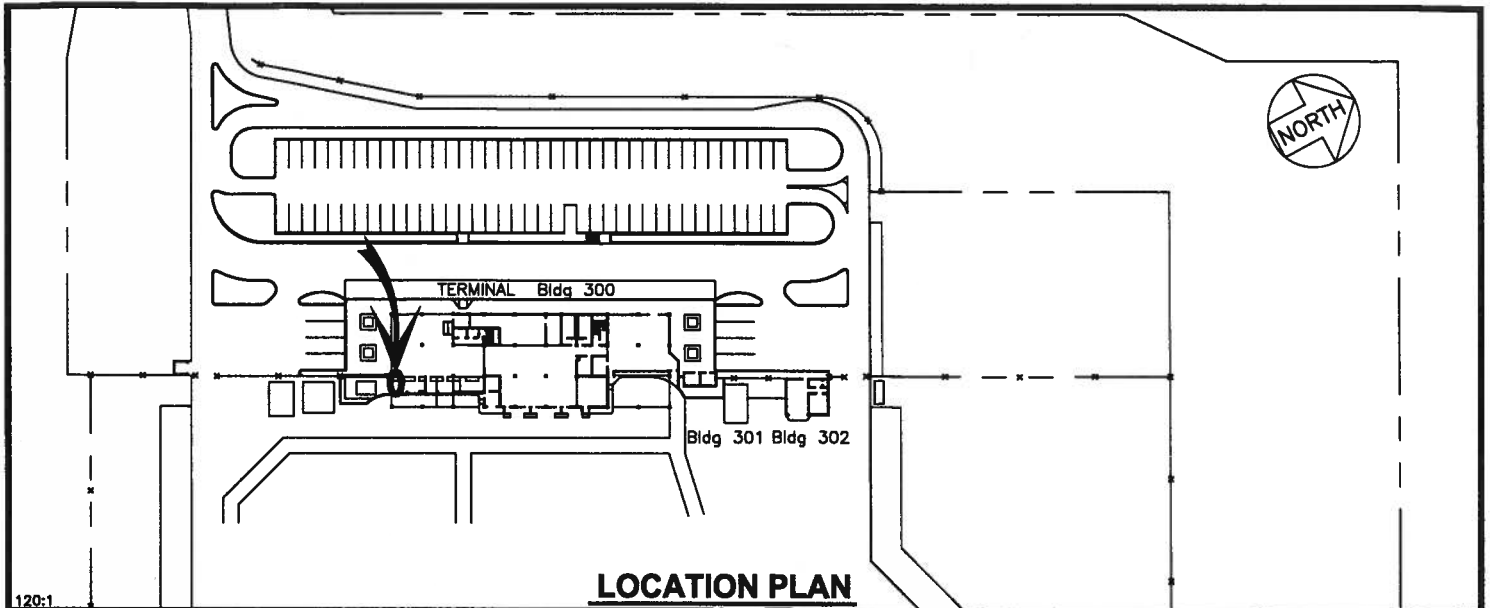 NORTH
TERMINAL Bldg 300
Bldg 301 Bldg 302
LOCATION PLAN
120:1